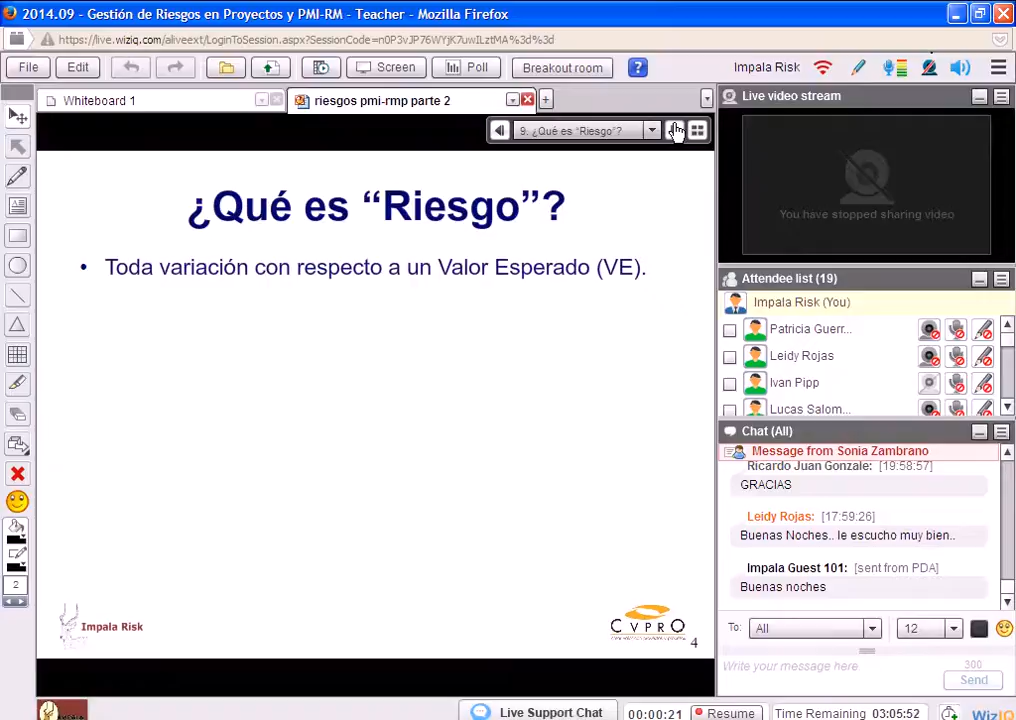 2014.09 - Gestión de Riesgos en Proyectos y PMI-RM - Teacher - Mozilla Firefox
https://live.wiziq.com/aliveext/LoginToSession.aspx?SessionCode=n0P3vJP76WYjK7uwILztMA%3d%3d
File Edit Screen Poll Breakout room ? Impala Risk
Whiteboard 1 riesgos pmi-rmp parte 2
9. ¿Qué es “Riesgo”?
¿Qué es “Riesgo”?
• Toda variación con respecto a un Valor Esperado (VE).
Impala Risk
CVPRO
4
2
Live video stream
You have stopped sharing video
Attendee list (19)
Impala Risk (You)
Patricia Guerr...
Leidy Rojas
Ivan Pipp
Lucas Salom...
Chat (All)
Message from Sonia Zambrano
Ricardo Juan Gonzale: [19:58:57]
GRACIAS
Leidy Rojas: [17:59:26]
Buenas Noches.. le escucho muy bien..
Impala Guest 101: [sent from PDA]
Buenas noches
To: All 12
Write your message here 300
Send
Live Support Chat 00:00:21 Resume Time Remaining 03:05:52 WizIQ